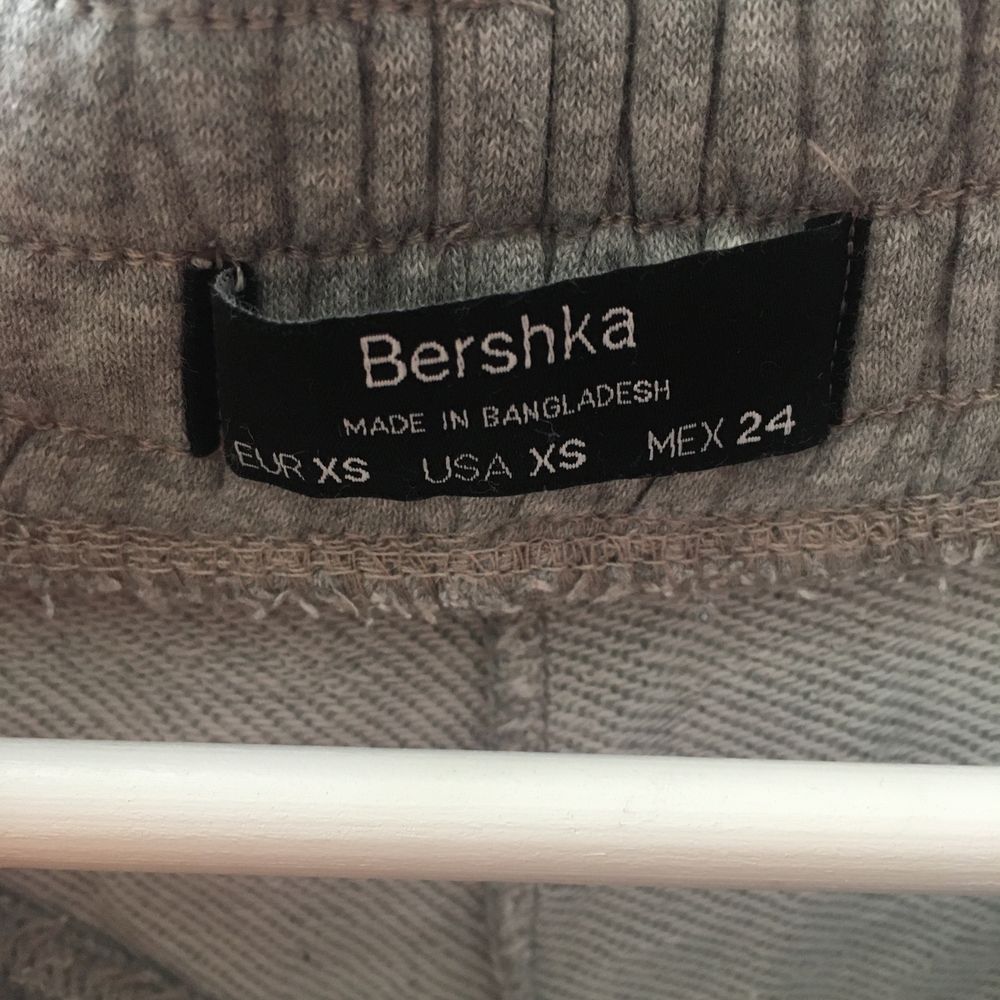 Bershka
MADE IN BANGLADESH
EUR XS USA XS MEX 24